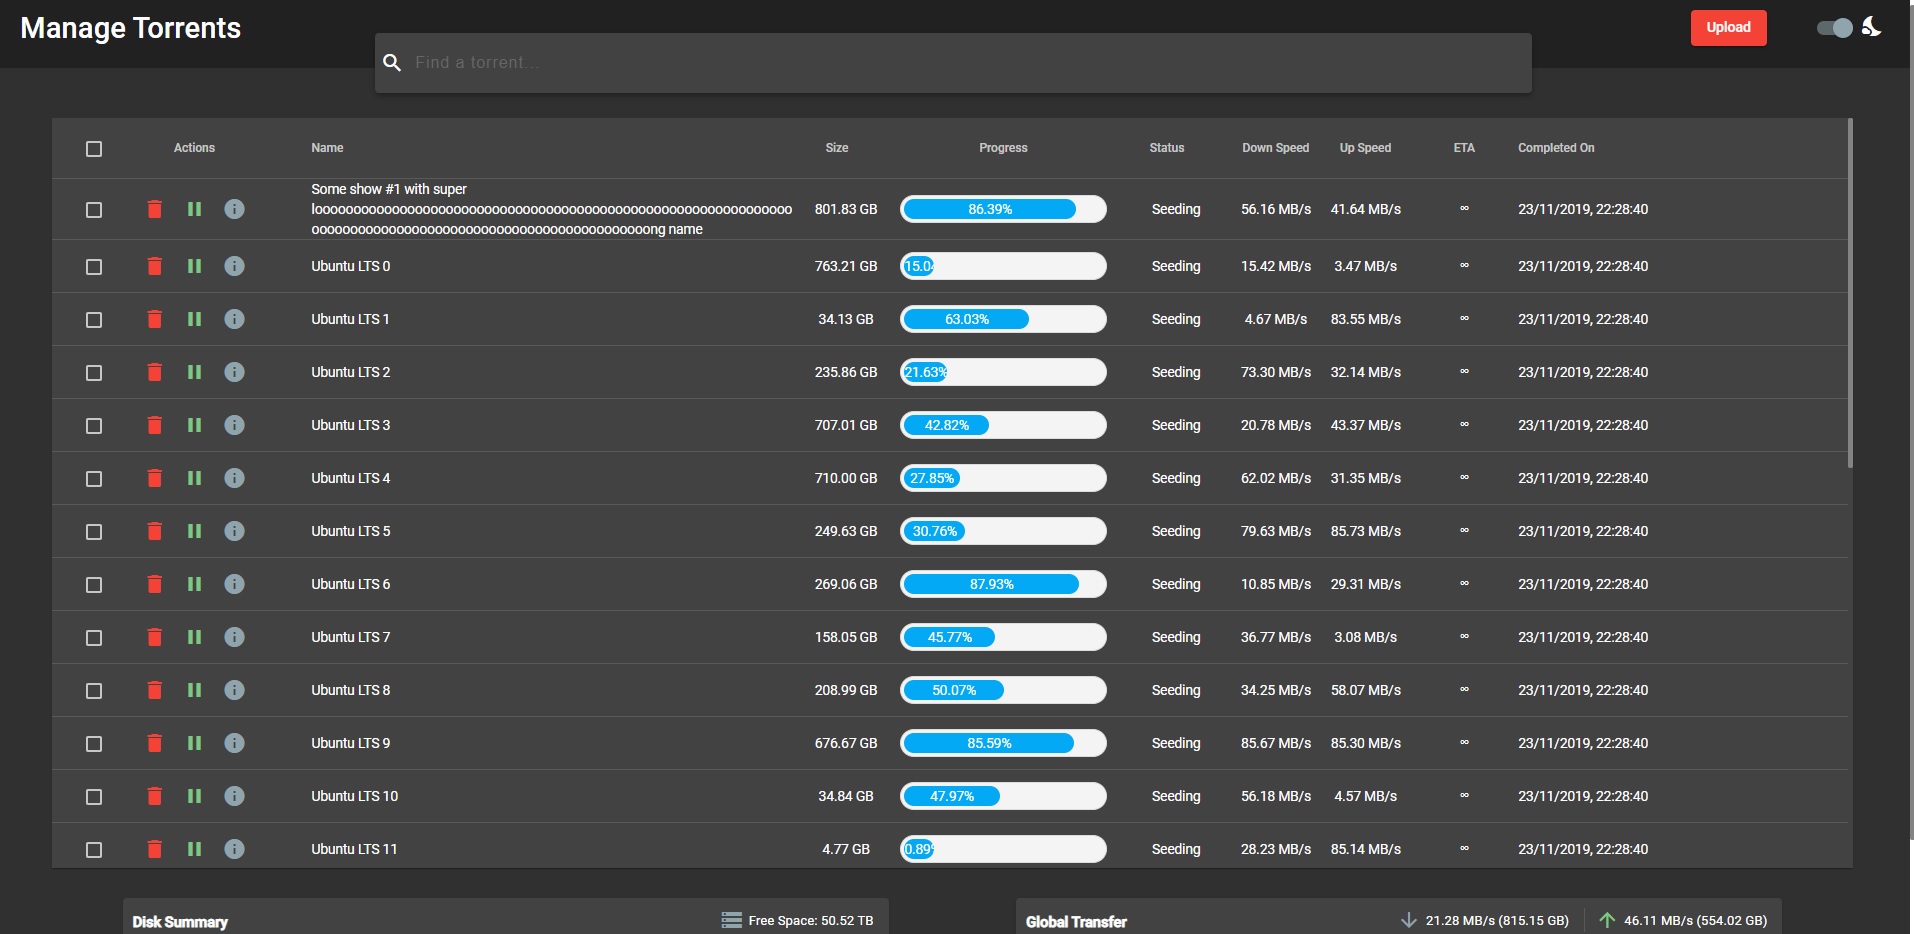 Manage Torrents
Upload
Find a torrent...
Actions Name Size Progress Status Down Speed Up Speed ETA Completed On
Some show #1 with super
looooooooooooooooooooooooooooooooooooooooooooooooooooooooooooooo 801.83 GB 86.39% Seeding 56.16 MB/s 41.64 MB/s ∞ 23/11/2019, 22:28:40
ooooooooooooooooooooooooooooooooooooooooooooong name
Ubuntu LTS 0 763.21 GB 15.04 Seeding 15.42 MB/s 3.47 MB/s ∞ 23/11/2019, 22:28:40
Ubuntu LTS 1 34.13 GB 63.03% Seeding 4.67 MB/s 83.55 MB/s ∞ 23/11/2019, 22:28:40
Ubuntu LTS 2 235.86 GB 21.63% Seeding 73.30 MB/s 32.14 MB/s ∞ 23/11/2019, 22:28:40
Ubuntu LTS 3 707.01 GB 42.82% Seeding 20.78 MB/s 43.37 MB/s ∞ 23/11/2019, 22:28:40
Ubuntu LTS 4 710.00 GB 27.85% Seeding 62.02 MB/s 31.35 MB/s ∞ 23/11/2019, 22:28:40
Ubuntu LTS 5 249.63 GB 30.76% Seeding 79.63 MB/s 85.73 MB/s ∞ 23/11/2019, 22:28:40
Ubuntu LTS 6 269.06 GB 87.93% Seeding 10.85 MB/s 29.31 MB/s ∞ 23/11/2019, 22:28:40
Ubuntu LTS 7 158.05 GB 45.77% Seeding 36.77 MB/s 3.08 MB/s ∞ 23/11/2019, 22:28:40
Ubuntu LTS 8 208.99 GB 50.07% Seeding 34.25 MB/s 58.07 MB/s ∞ 23/11/2019, 22:28:40
Ubuntu LTS 9 676.67 GB 85.59% Seeding 85.67 MB/s 85.30 MB/s ∞ 23/11/2019, 22:28:40
Ubuntu LTS 10 34.84 GB 47.97% Seeding 56.18 MB/s 4.57 MB/s ∞ 23/11/2019, 22:28:40
Ubuntu LTS 11 4.77 GB 0.89% Seeding 28.23 MB/s 85.14 MB/s ∞ 23/11/2019, 22:28:40
Disk Summary Free Space: 50.52 TB
Global Transfer 21.28 MB/s (815.15 GB) 46.11 MB/s (554.02 GB)